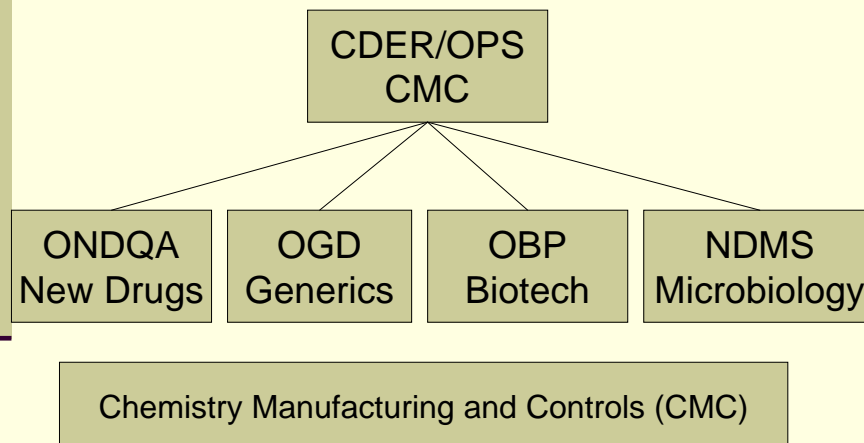 CDER/OPS
CMC
ONDQA
New Drugs
OGD
Generics
OBP
Biotech
NDMS
Microbiology
Chemistry Manufacturing and Controls (CMC)